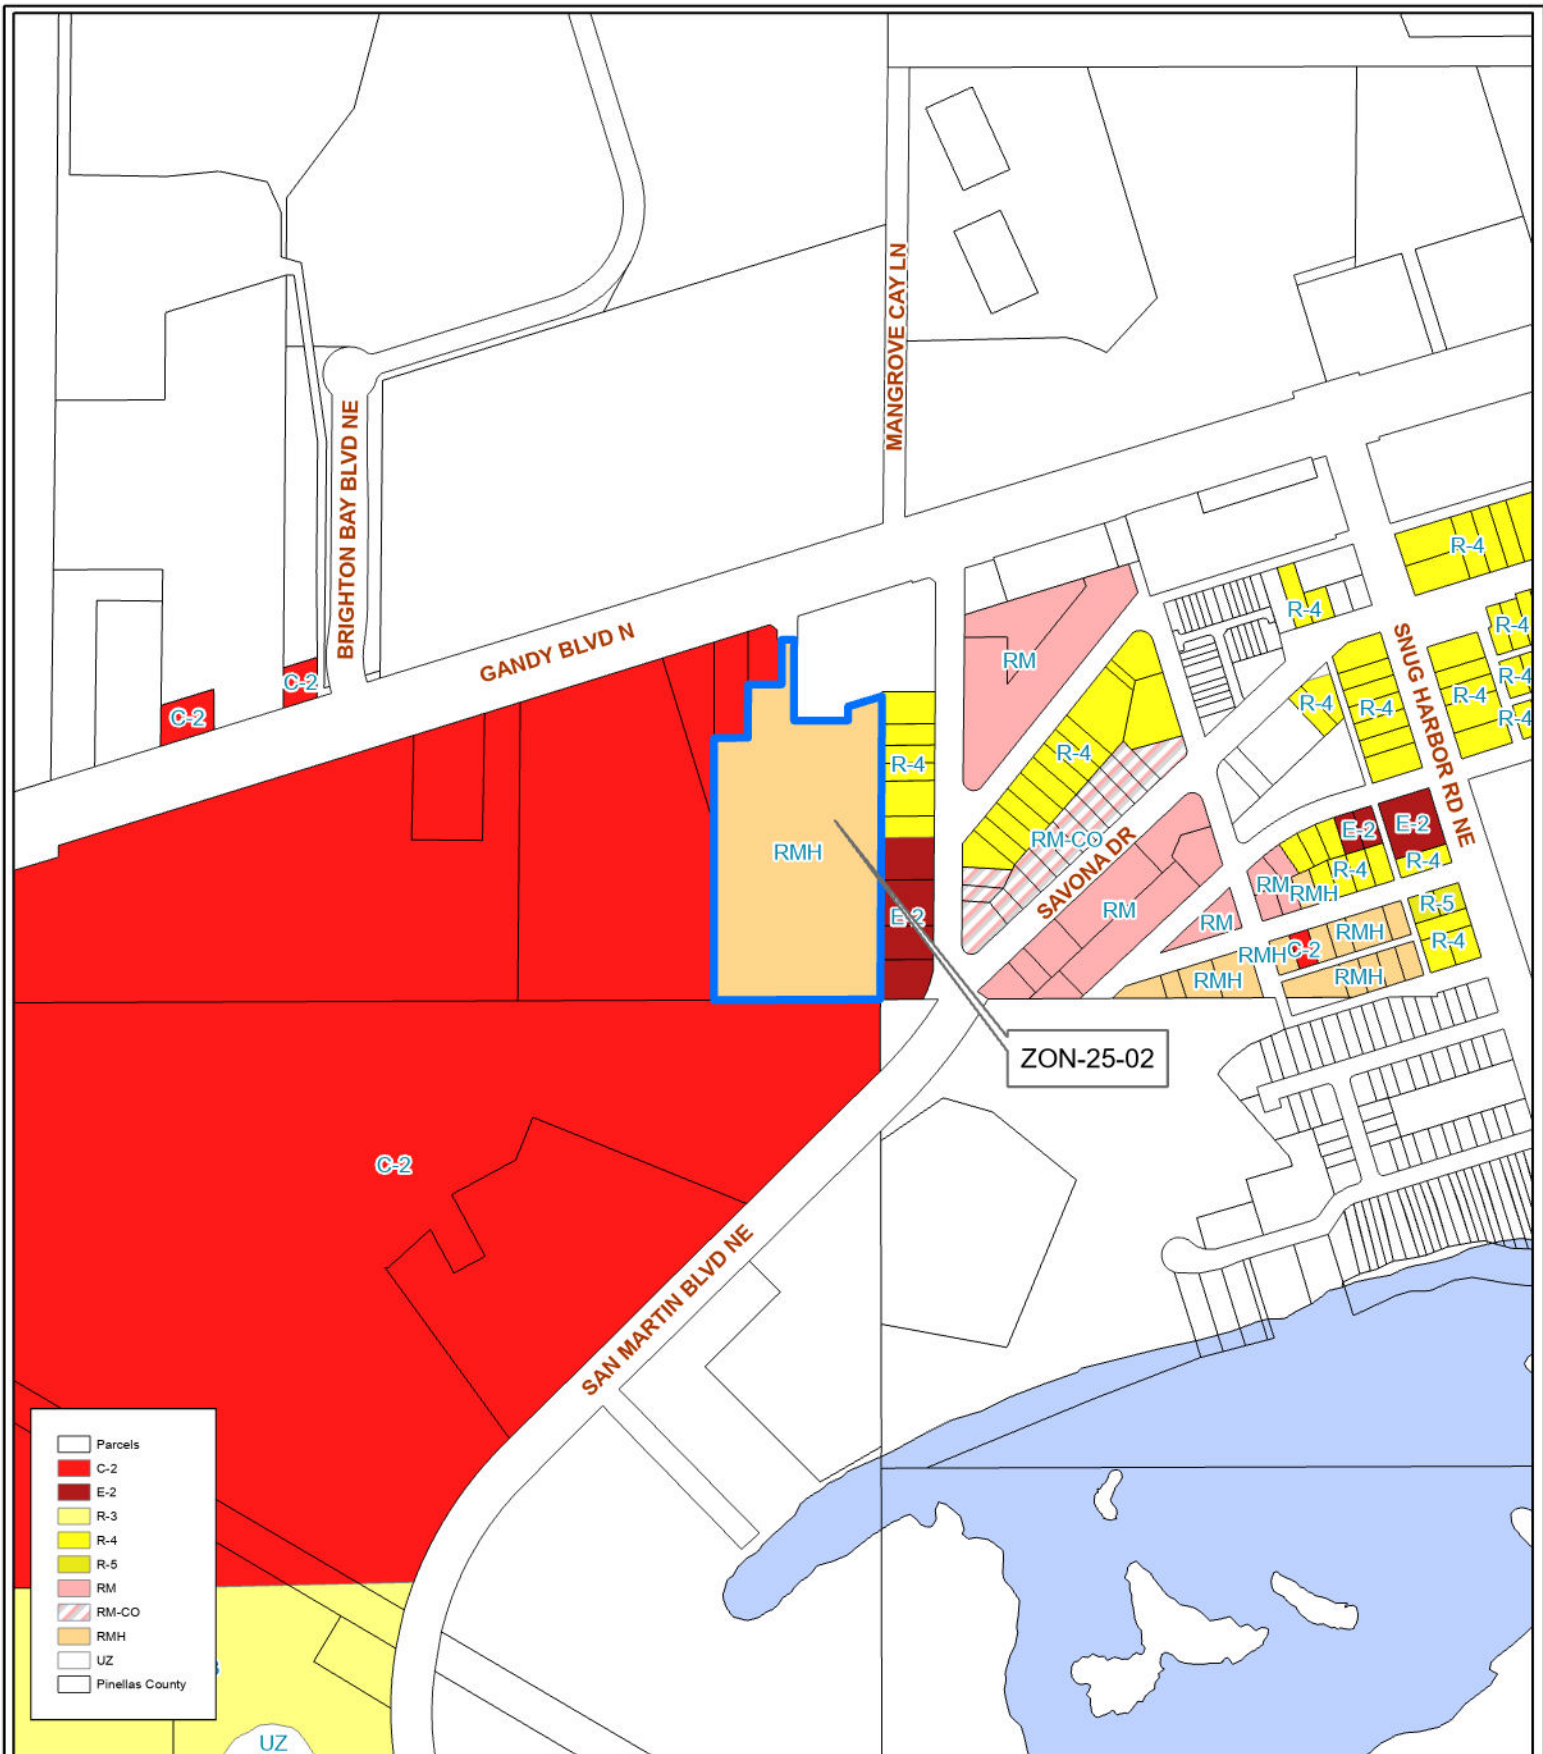 MANGROVE CAY LN
BRIGHTON BAY BLVD NE
GANDY BLVD N
R-4
R-4
R-4
R-4
R-4
R-4
R-4
R-4
R-4
SNUG HARBOR RD NE
RM
C-2
C-2
R-4
R-4
RMH
RM-CO
SAVONA DR
E-2
E-2
R-4
R-4
RM
RMH
E-2
RM
RM
R-5
R-4
RMH
RMH
C-2
RMH
RMH
ZON-25-02
C-2
SAN MARTIN BLVD NE
Parcels
C-2
E-2
R-3
R-4
R-5
RM
RM-CO
RMH
UZ
Pinellas County
UZ